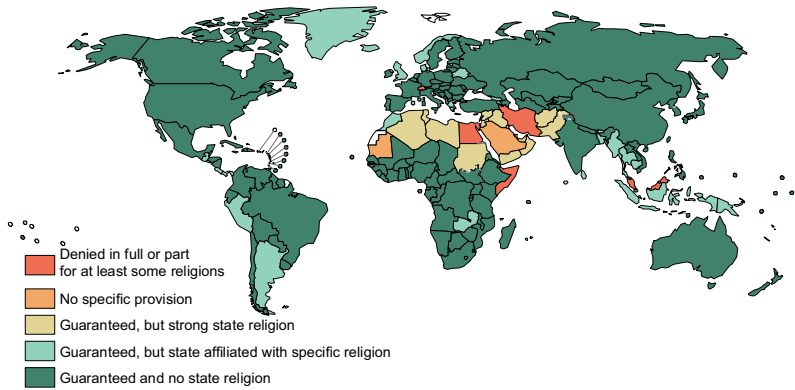 Denied in full or part
for at least some religions
No specific provision
Guaranteed, but strong state religion
Guaranteed, but state affiliated with specific religion
Guaranteed and no state religion